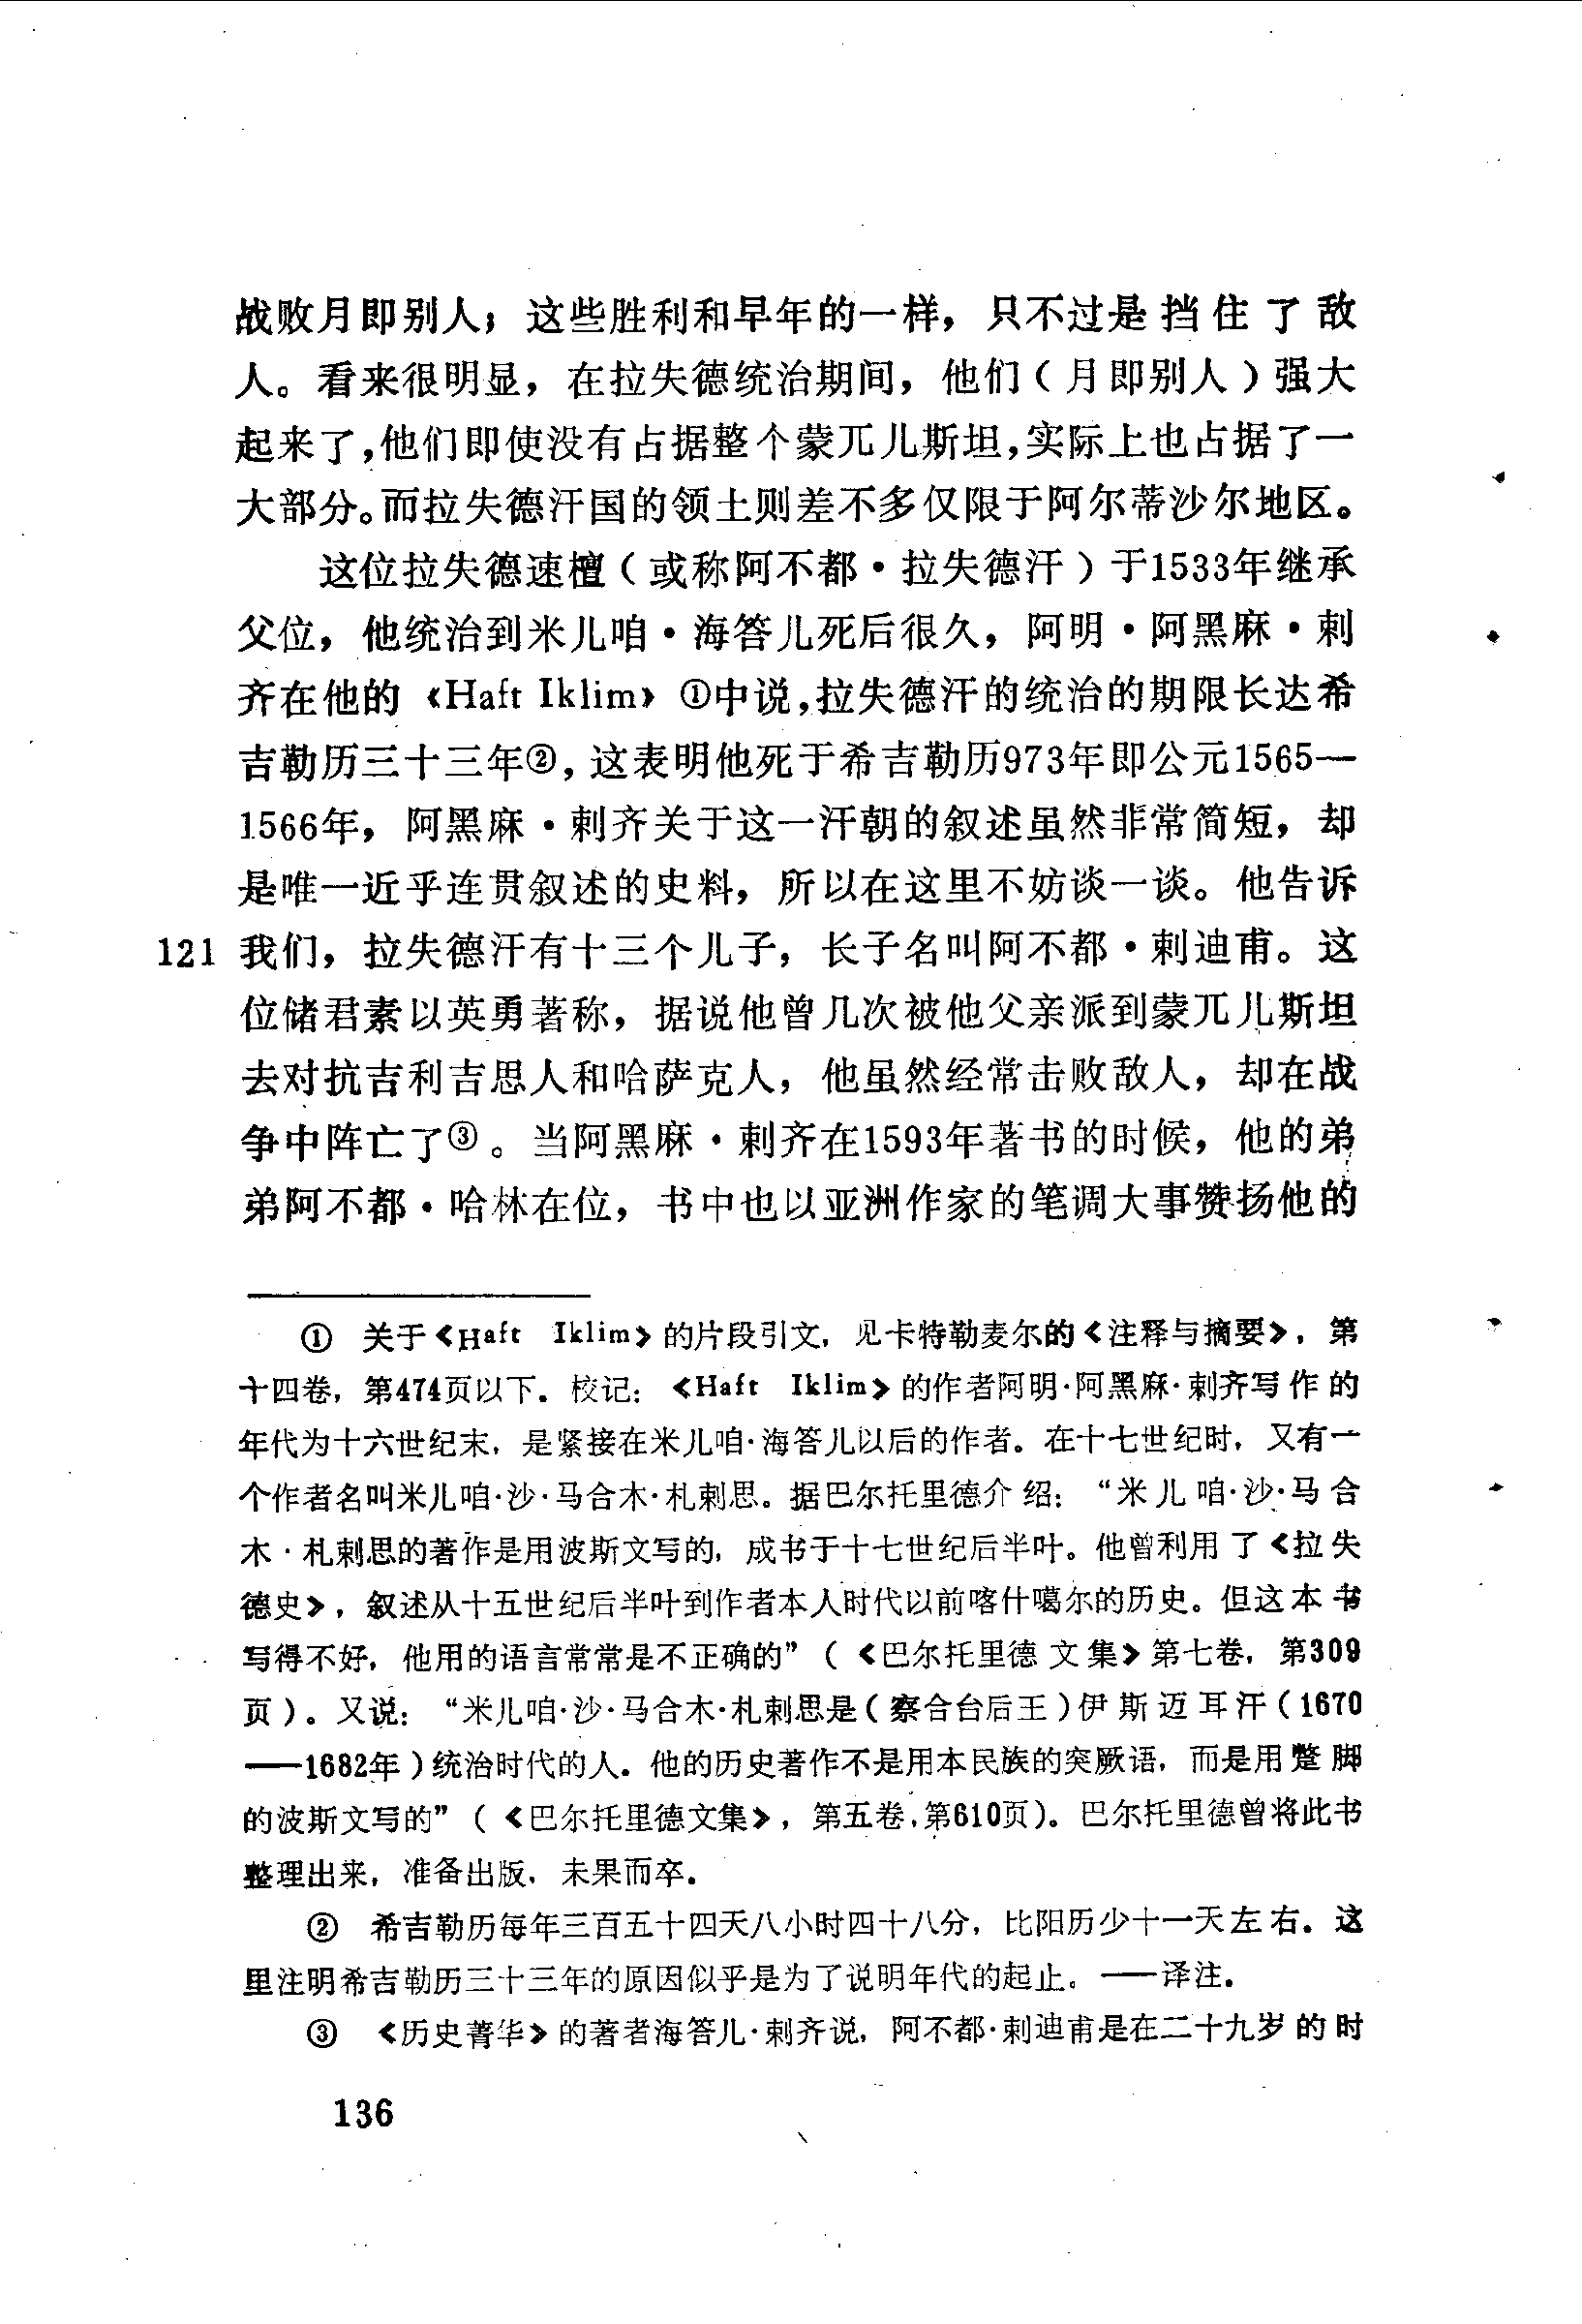 战败月即别人；这些胜利和早年的一样，只不过是挡住了敌
人。看来很明显，在拉失德统治期间，他们（月即别人）强大
起来了，他们即使没有占据整个蒙兀儿斯坦，实际上也占据了一
大部分。而拉失德汗国的领土则差不多仅限于阿尔蒂沙尔地区。
这位拉失德速檀（或称阿不都·拉失德汗）于1533年继承
父位，他统治到米儿咱·海答儿死后很久，阿明·阿黑麻·剌
齐在他的《Haft Iklim》①中说，拉失德汗的统治的期限长达希
吉勒历三十三年②，这表明他死于希吉勒历973年即公元1565—
1566年，阿黑麻·剌齐关于这一汗朝的叙述虽然非常简短，却
是唯一近乎连贯叙述的史料，所以在这里不妨谈一谈。他告诉
121 我们，拉失德汗有十三个儿子，长子名叫阿不都·剌迪甫。这
位储君素以英勇著称，据说他曾几次被他父亲派到蒙兀儿斯坦
去对抗吉利吉思人和哈萨克人，他虽然经常击败敌人，却在战
争中阵亡了③。当阿黑麻·剌齐在1593年著书的时候，他的弟
弟阿不都·哈林在位，书中也以亚洲作家的笔调大事赞扬他的
① 关于《Haft Iklim》的片段引文，见卡特勒麦尔的《注释与摘要》，第
十四卷，第474页以下。校记：《Haft Iklim》的作者阿明·阿黑麻·剌齐写作的
年代为十六世纪末，是紧接在米儿咱·海答儿以后的作者。在十七世纪时，又有一
个作者名叫米儿咱·沙·马合木·札剌思。据巴尔托里德介绍：“米儿咱·沙·马合
木·札剌思的著作是用波斯文写的，成书于十七世纪后半叶。他曾利用了《拉失
德史》，叙述从十五世纪后半叶到作者本人时代以前喀什噶尔的历史。但这本书
写得不好，他用的语言常常是不正确的”（《巴尔托里德文集》第七卷，第309
页）。又说：“米儿咱·沙·马合木·札剌思是（察合台后王）伊斯迈耳汗（1670
——1682年）统治时代的人。他的历史著作不是用本民族的突厥语，而是用蹩脚
的波斯文写的”（《巴尔托里德文集》，第五卷，第610页）。巴尔托里德曾将此书
整理出来，准备出版，未果而卒。
② 希吉勒历每年三百五十四天八小时四十八分，比阳历少十一天左右。这
里注明希吉勒历三十三年的原因似乎是为了说明年代的起止。——译注。
③ 《历史菁华》的著者海答儿·剌齐说，阿不都·剌迪甫是在二十九岁的时
136